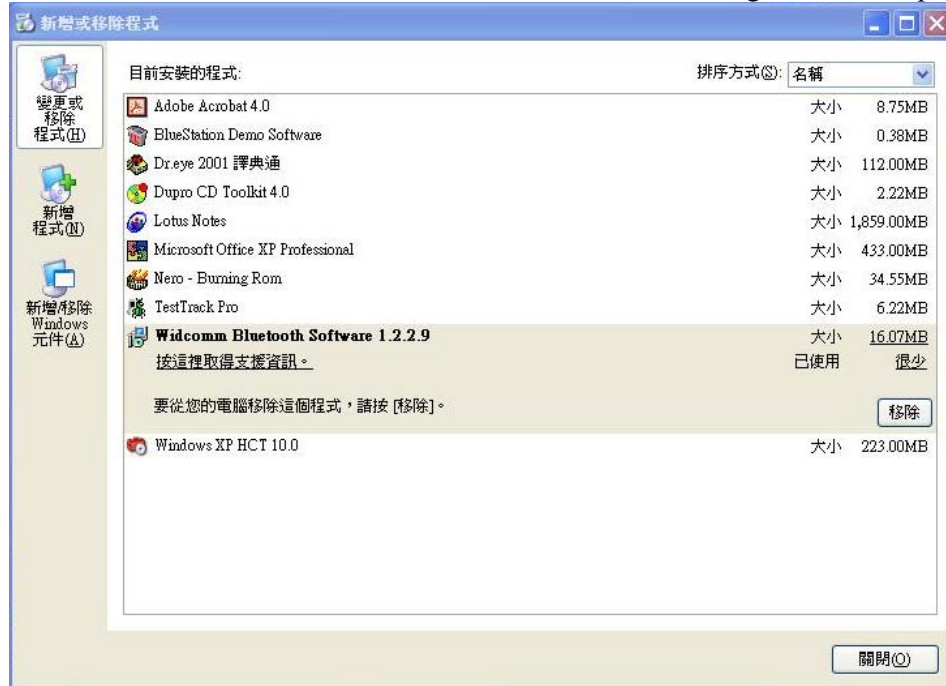 新增或移除程式
變更或
移除
程式(H)
新增
程式(N)
新增/移除
Windows
元件(A)
目前安裝的程式: 排序方式(S): 名稱
Adobe Acrobat 4.0 大小 8.75MB
BlueStation Demo Software 大小 0.38MB
Dr.eye 2001 譯典通 大小 112.00MB
Dupro CD Toolkit 4.0 大小 2.22MB
Lotus Notes 大小 1,859.00MB
Microsoft Office XP Professional 大小 433.00MB
Nero - Burning Rom 大小 34.55MB
TestTrack Pro 大小 6.22MB
Widcomm Bluetooth Software 1.2.2.9 大小 16.07MB
按這裡取得支援資訊。 已使用 很少
要從您的電腦移除這個程式，請按 [移除]。 移除
Windows XP HCT 10.0 大小 223.00MB
關閉(O)